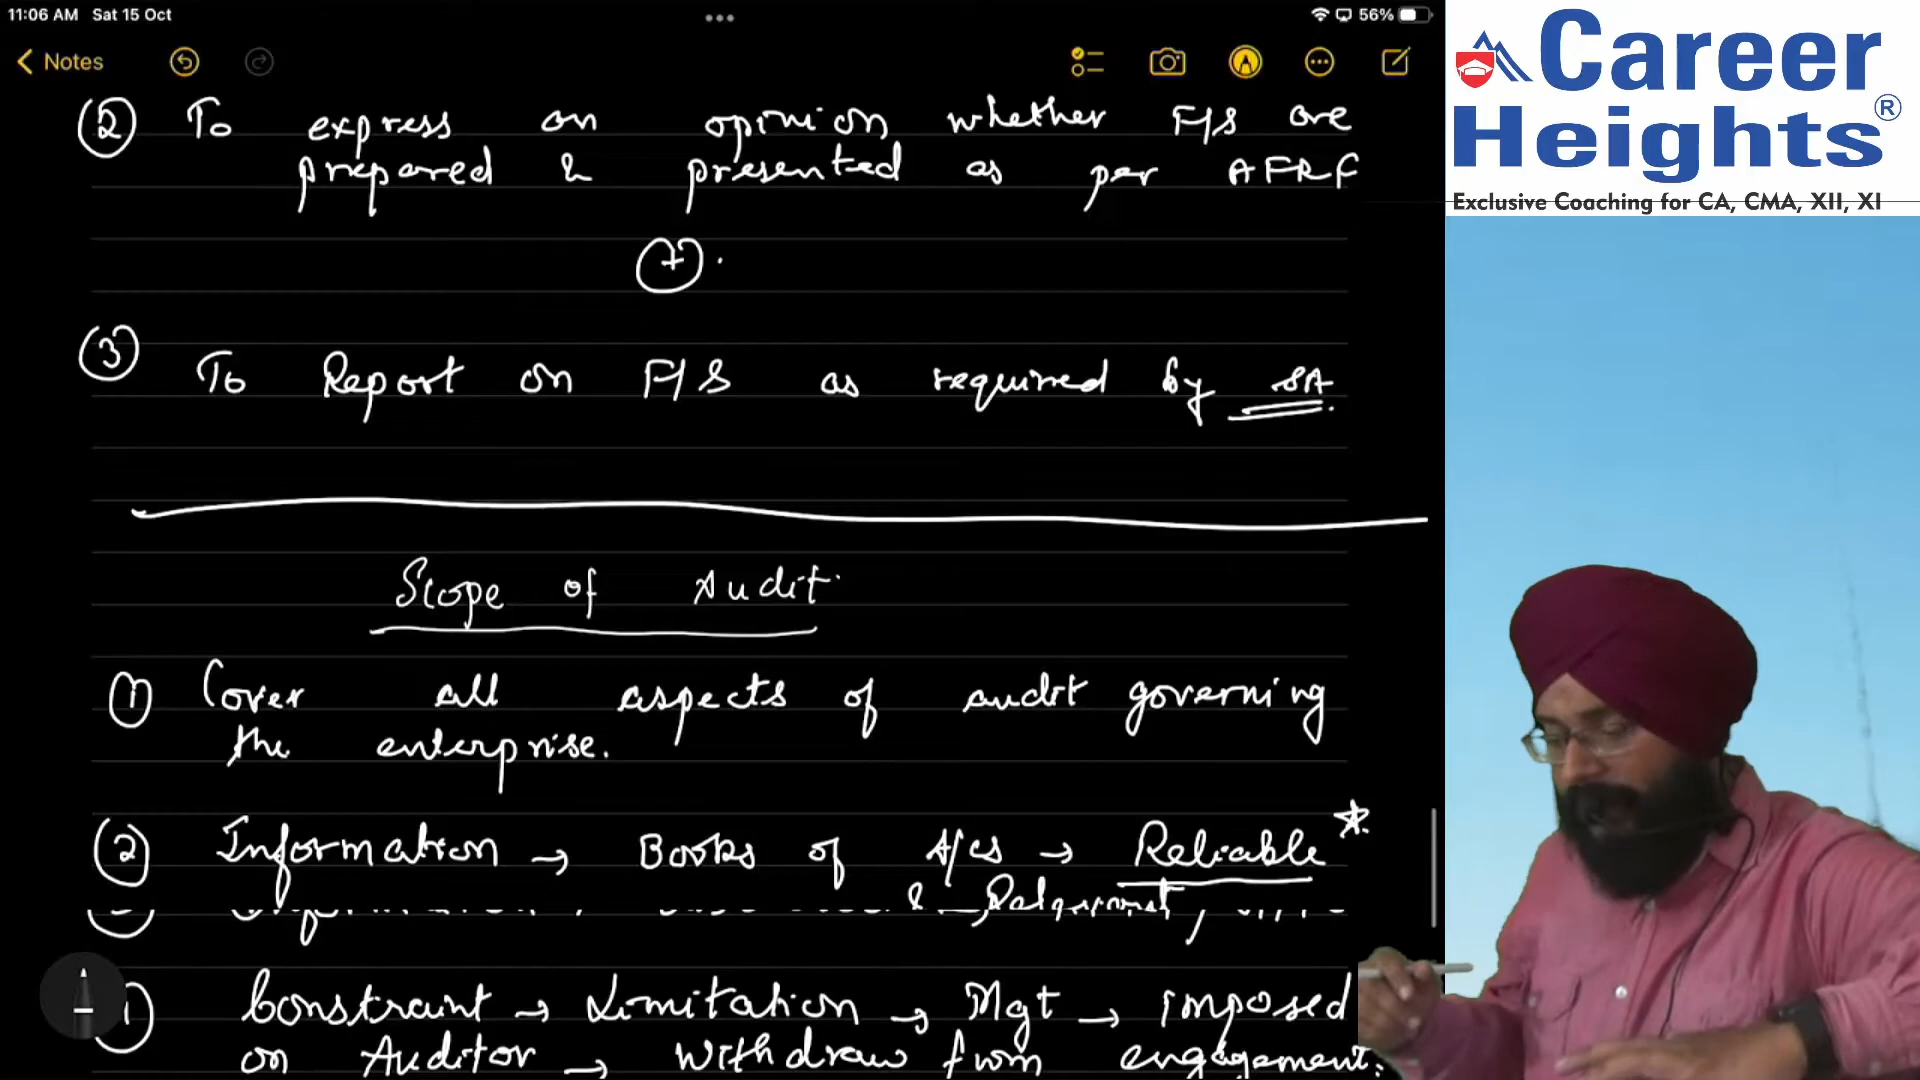 11:06 AM Sat 15 Oct
56%
Notes
② To express an opinion whether F/S are
prepared & presented as per AFRF
③ To Report on F/S as required by SA.
Scope of Audit
① Cover all aspects of audit governing
the enterprise.
② Information → Books of A/cs → Reliable
&
Constraint → Limitation → Mgt → imposed
on Auditor → withdraw from engagement.
Career
Heights®
Exclusive Coaching for CA, CMA, XII, XI